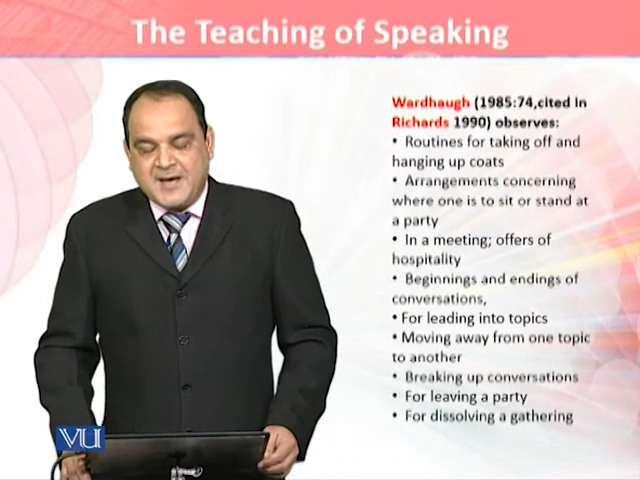 The Teaching of Speaking
Wardhaugh (1985:74,cited In
Richards 1990) observes:
• Routines for taking off and
hanging up coats
• Arrangements concerning
where one is to sit or stand at
a party
• In a meeting; offers of
hospitality
• Beginnings and endings of
conversations,
• For leading into topics
• Moving away from one topic
to another
• Breaking up conversations
• For leaving a party
• For dissolving a gathering
VU